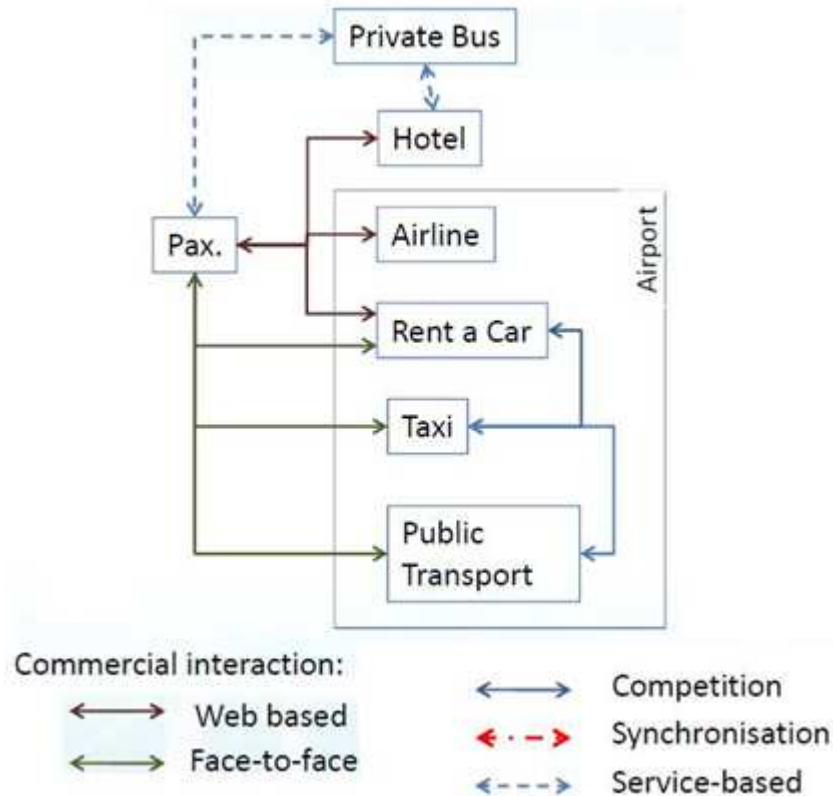 Private Bus
Hotel
Pax.
Airline
Airport
Rent a Car
Taxi
Public
Transport
Commercial interaction:
Web based
Face-to-face
Competition
Synchronisation
Service-based